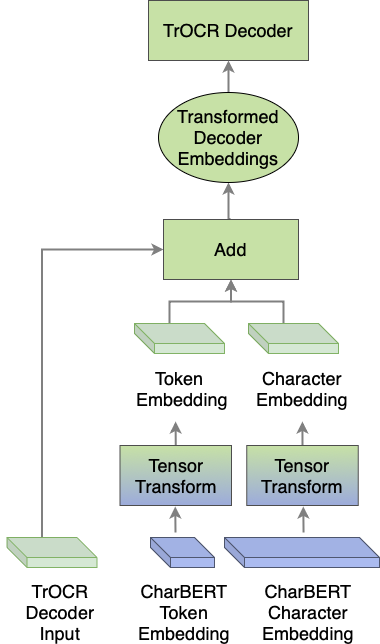 TrOCR Decoder
Transformed
Decoder
Embeddings
Add
Token
Embedding
Character
Embedding
Tensor
Transform
Tensor
Transform
TrOCR
Decoder
Input
CharBERT
Token
Embedding
CharBERT
Character
Embedding